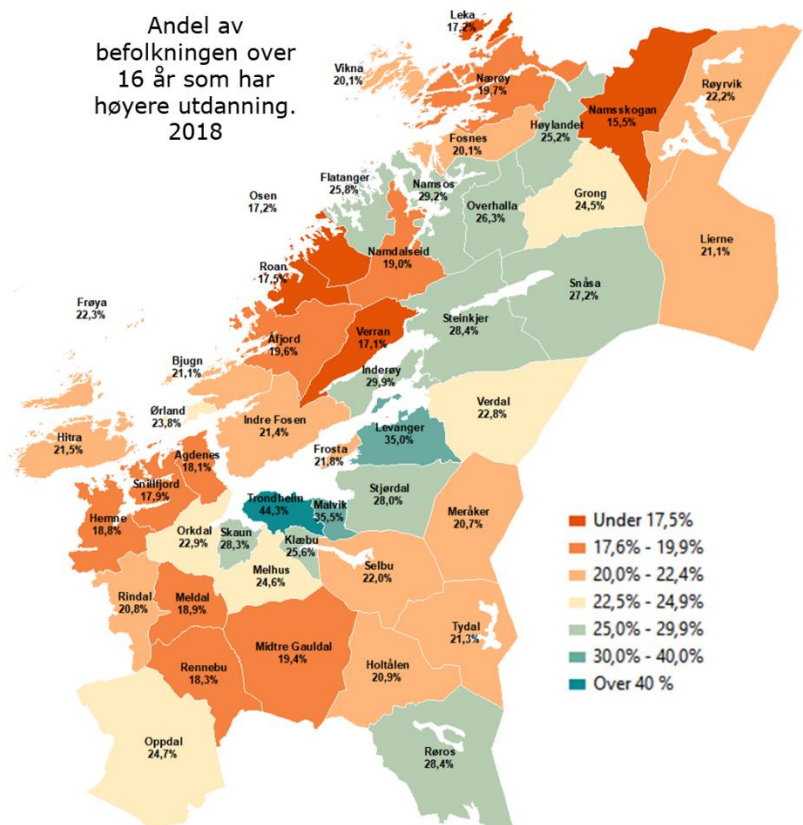 Andel av
befolkningen over
16 år som har
høyere utdanning.
2018
Leka
17,2%
Vikna
20,1%
Nærøy
19,7%
Røyrvik
22,2%
Namsskogan
15,5%
Høylandet
25,2%
Fosnes
20,1%
Flatanger
25,8%
Namsos
29,2%
Grong
24,5%
Overhalla
26,3%
Osen
17,2%
Lierne
21,1%
Namdalseid
19,0%
Roan
17,5%
Snåsa
27,2%
Frøya
22,3%
Steinkjer
28,4%
Verran
17,1%
Åfjord
19,6%
Bjugn
21,1%
Inderøy
29,9%
Verdal
22,8%
Ørland
23,8%
Indre Fosen
21,4%
Levanger
35,0%
Hitra
21,5%
Frosta
21,8%
Agdenes
18,1%
Snillfjord
17,9%
Stjørdal
28,0%
Trondheim
44,3%
Malvik
35,5%
Meråker
20,7%
Hemne
18,8%
Orkdal
22,9%
Skaun
28,3%
Klæbu
25,6%
Melhus
24,6%
Selbu
22,0%
Rindal
20,8%
Meldal
18,9%
Tydal
21,3%
Midtre Gauldal
19,4%
Rennebu
18,3%
Holtålen
20,9%
Oppdal
24,7%
Røros
28,4%
Under 17,5%
17,6% - 19,9%
20,0% - 22,4%
22,5% - 24,9%
25,0% - 29,9%
30,0% - 40,0%
Over 40 %